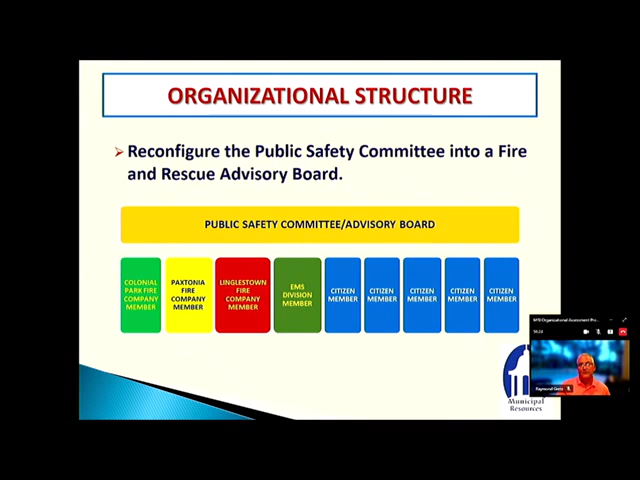 ORGANIZATIONAL STRUCTURE
Reconfigure the Public Safety Committee into a Fire
and Rescue Advisory Board.
PUBLIC SAFETY COMMITTEE/ADVISORY BOARD
COLONIAL
PARK FIRE
COMPANY
MEMBER
PAXTONIA
FIRE
COMPANY
MEMBER
LINGLESTOWN
FIRE
COMPANY
MEMBER
EMS
DIVISION
MEMBER
CITIZEN
MEMBER
CITIZEN
MEMBER
CITIZEN
MEMBER
CITIZEN
MEMBER
CITIZEN
MEMBER
Organizational Assessment
Raymond
Municipal
Resources